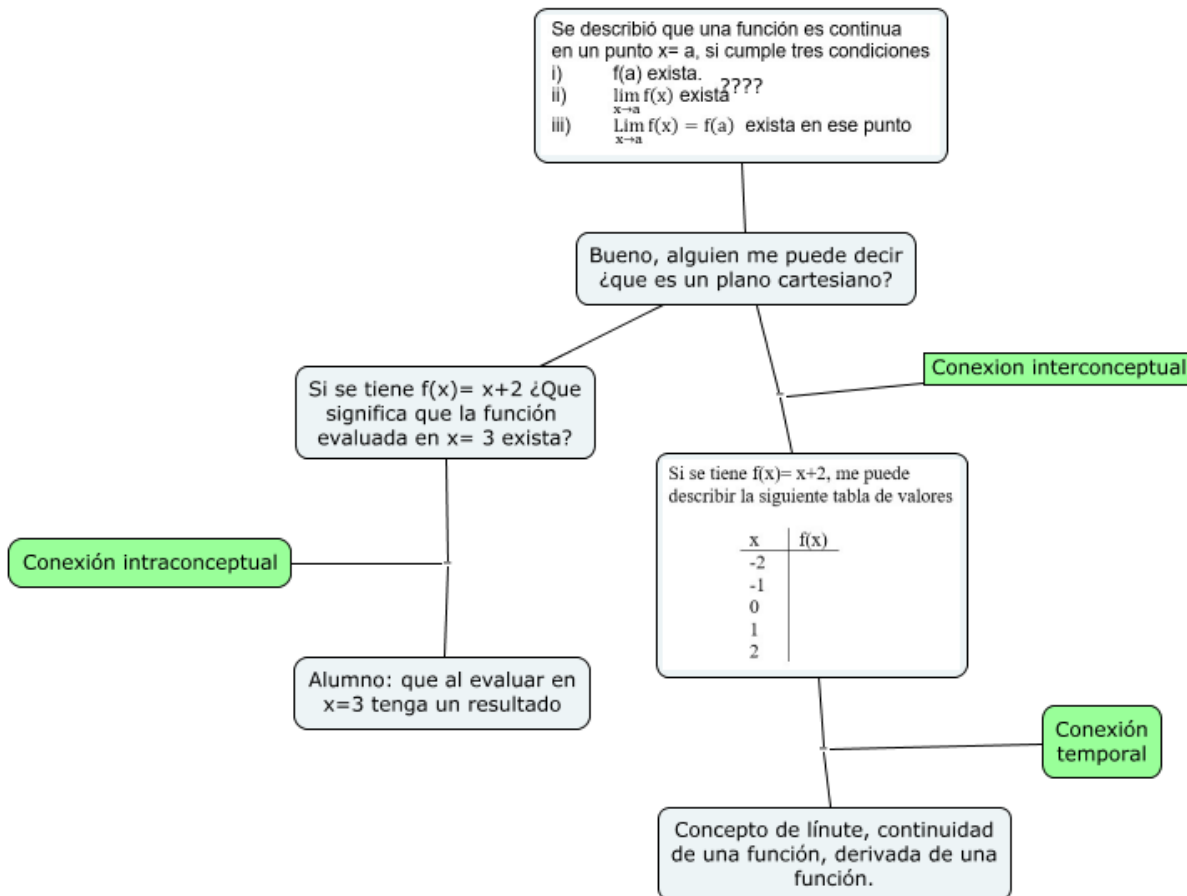 Se describió que una función es continua
en un punto x= a, si cumple tres condiciones
i) f(a) exista.
ii) lim f(x) exista ????
x→a
iii) Lim f(x) = f(a) exista en ese punto
x→a
Bueno, alguien me puede decir
¿que es un plano cartesiano?
Conexion interconceptual
Si se tiene f(x)= x+2 ¿Que
significa que la función
evaluada en x= 3 exista?
Si se tiene f(x)= x+2, me puede
describir la siguiente tabla de valores
x f(x)
-2
-1
0
1
2
Conexión intraconceptual
Alumno: que al evaluar en
x=3 tenga un resultado
Conexión
temporal
Concepto de línute, continuidad
de una función, derivada de una
función.